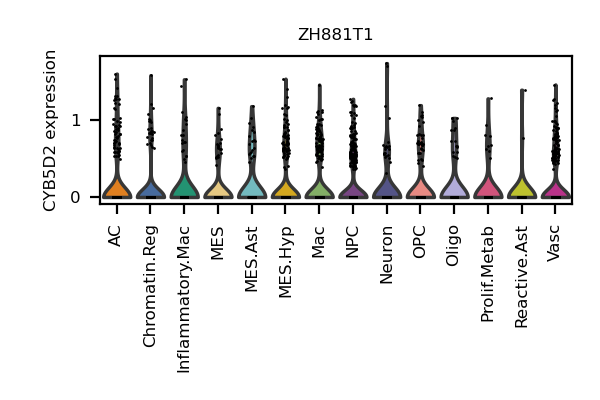 ZH881T1
CYB5D2 expression
1
0
AC
Chromatin.Reg
Inflammatory.Mac
MES
MES.Ast
MES.Hyp
Mac
NPC
Neuron
OPC
Oligo
Prolif.Metab
Reactive.Ast
Vasc